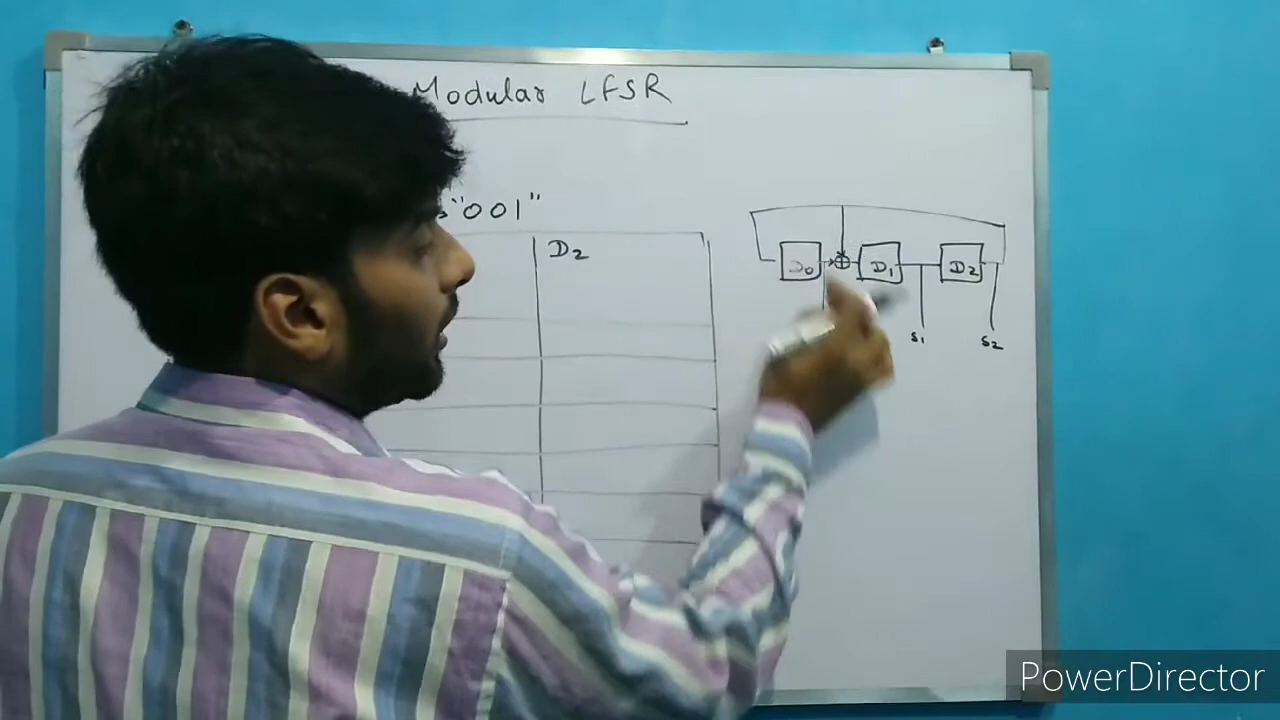 Modular LFSR
"001"
D2
D0 D1 D2
S1 S2
PowerDirector